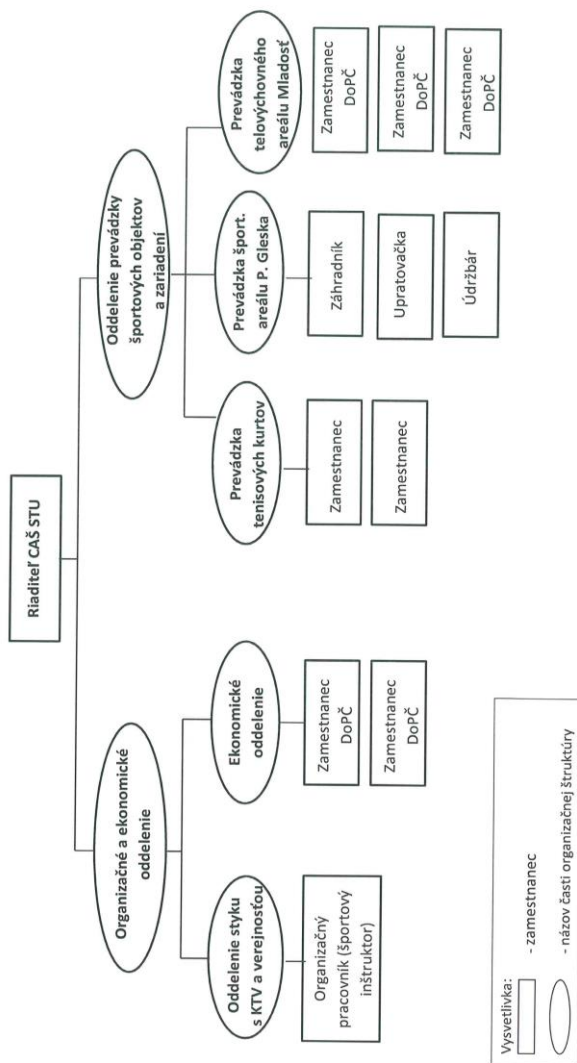 Riaditeľ CAŠ STU
Organizačné a ekonomické
oddelenie
Oddelenie prevádzky
športových objektov
a zariadení
Oddelenie styku
s KTV a verejnosťou
Ekonomické
oddelenie
Prevádzka
tenisových kurtov
Prevádzka šport.
areálu P. Gleska
Prevádzka
telovýchovného
areálu Mladosť
Organizačný
pracovník (športový
inštruktor)
Zamestnanec
DoPČ
Zamestnanec
DoPČ
Zamestnanec
Zamestnanec
Záhradník
Upratovačka
Údržbár
Zamestnanec
DoPČ
Zamestnanec
DoPČ
Zamestnanec
DoPČ
Vysvetlivka:
- zamestnanec
- názov časti organizačnej štruktúry